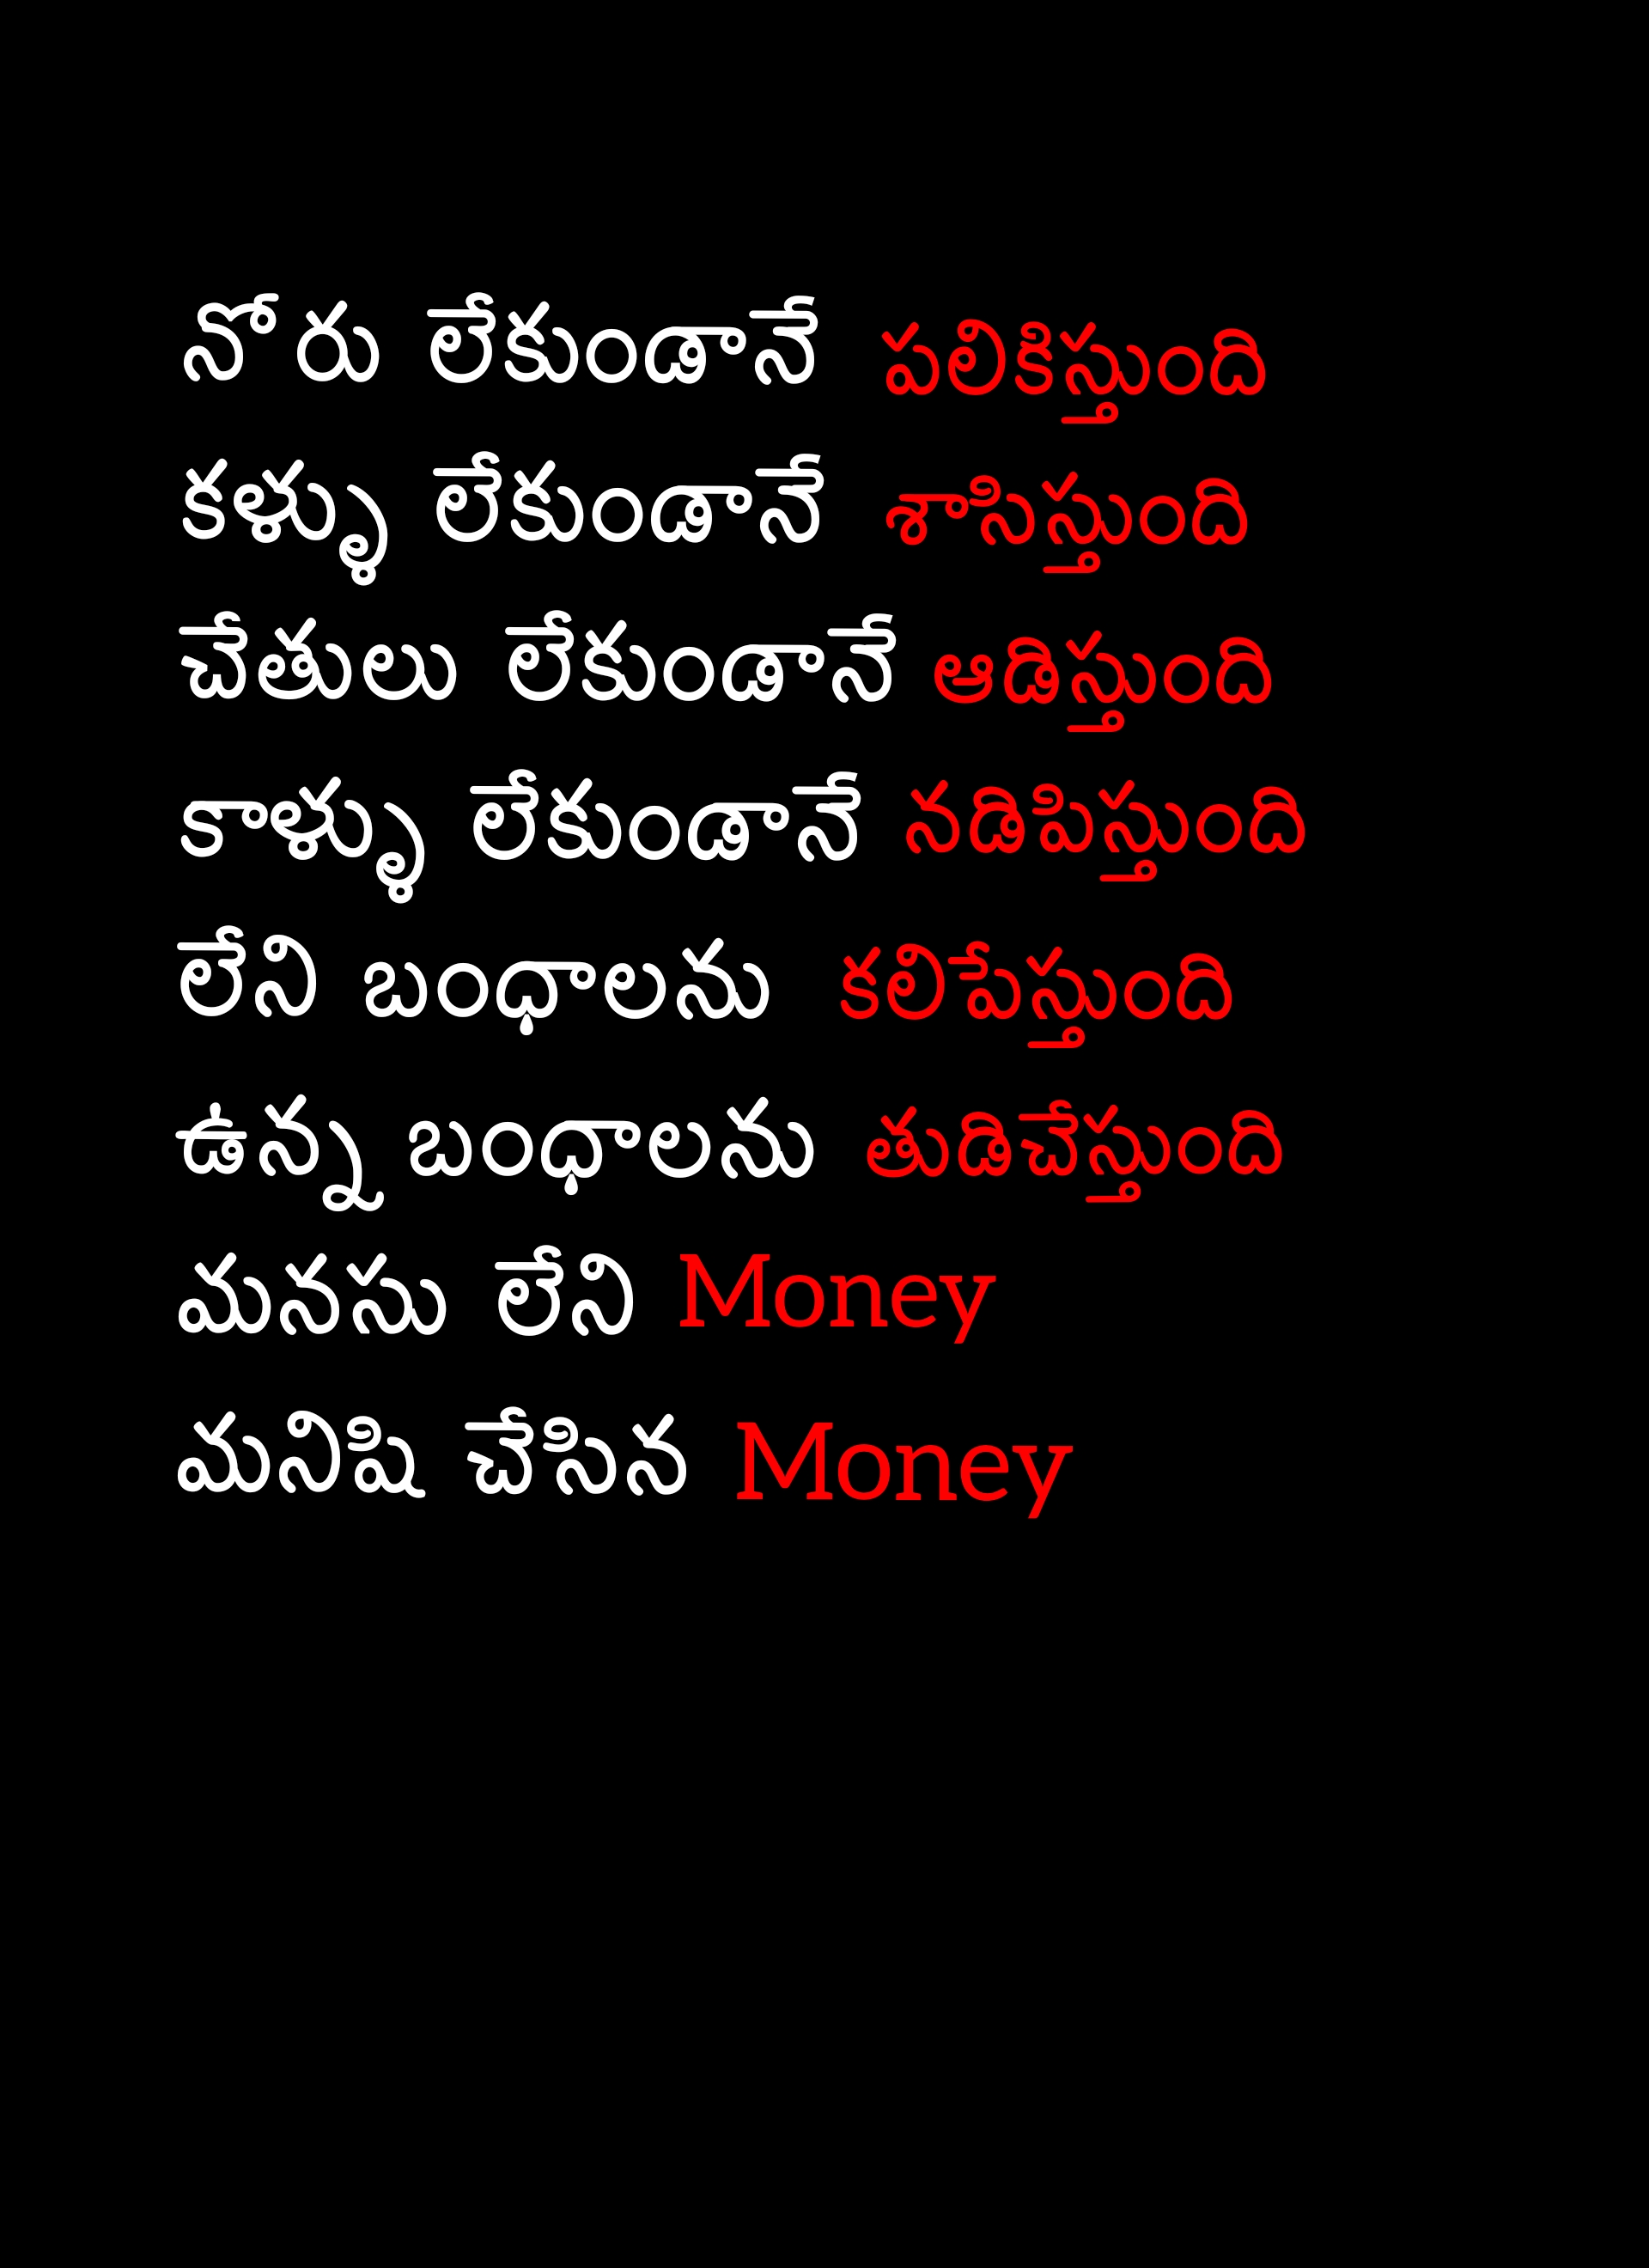 నోరు లేకుండానే పలికిస్తుంది
కళ్ళు లేకుండానే శాసిస్తుంది
చేతులు లేకుండానే ఆడిస్తుంది
కాళ్ళు లేకుండానే నడిపిస్తుంది
లేని బంధాలను కలిపేస్తుంది
ఉన్న బంధాలను తుడిచేస్తుంది
మనసు లేని Money
మనిషి చేసిన Money